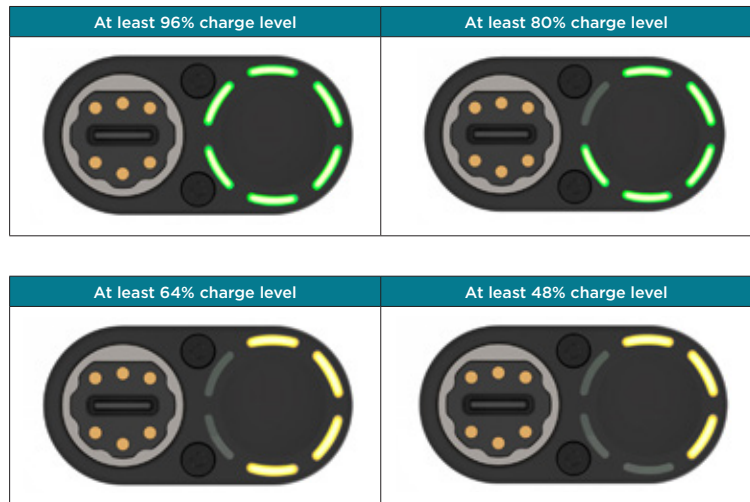 At least 96% charge level
At least 80% charge level
At least 64% charge level
At least 48% charge level